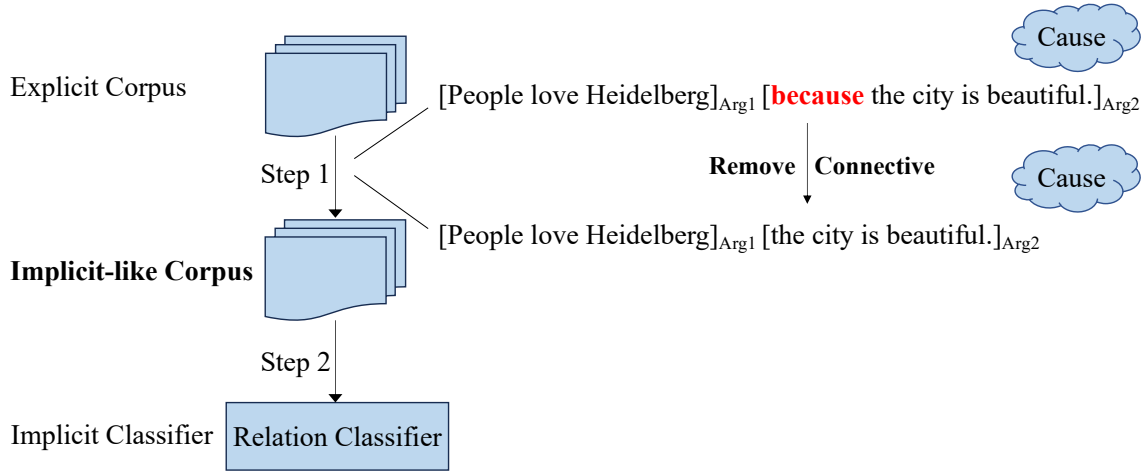 Cause
Explicit Corpus
[People love Heidelberg]Arg1 [because the city is beautiful.]Arg2
Step 1
Remove Connective
Cause
[People love Heidelberg]Arg1 [the city is beautiful.]Arg2
Implicit-like Corpus
Step 2
Implicit Classifier
Relation Classifier